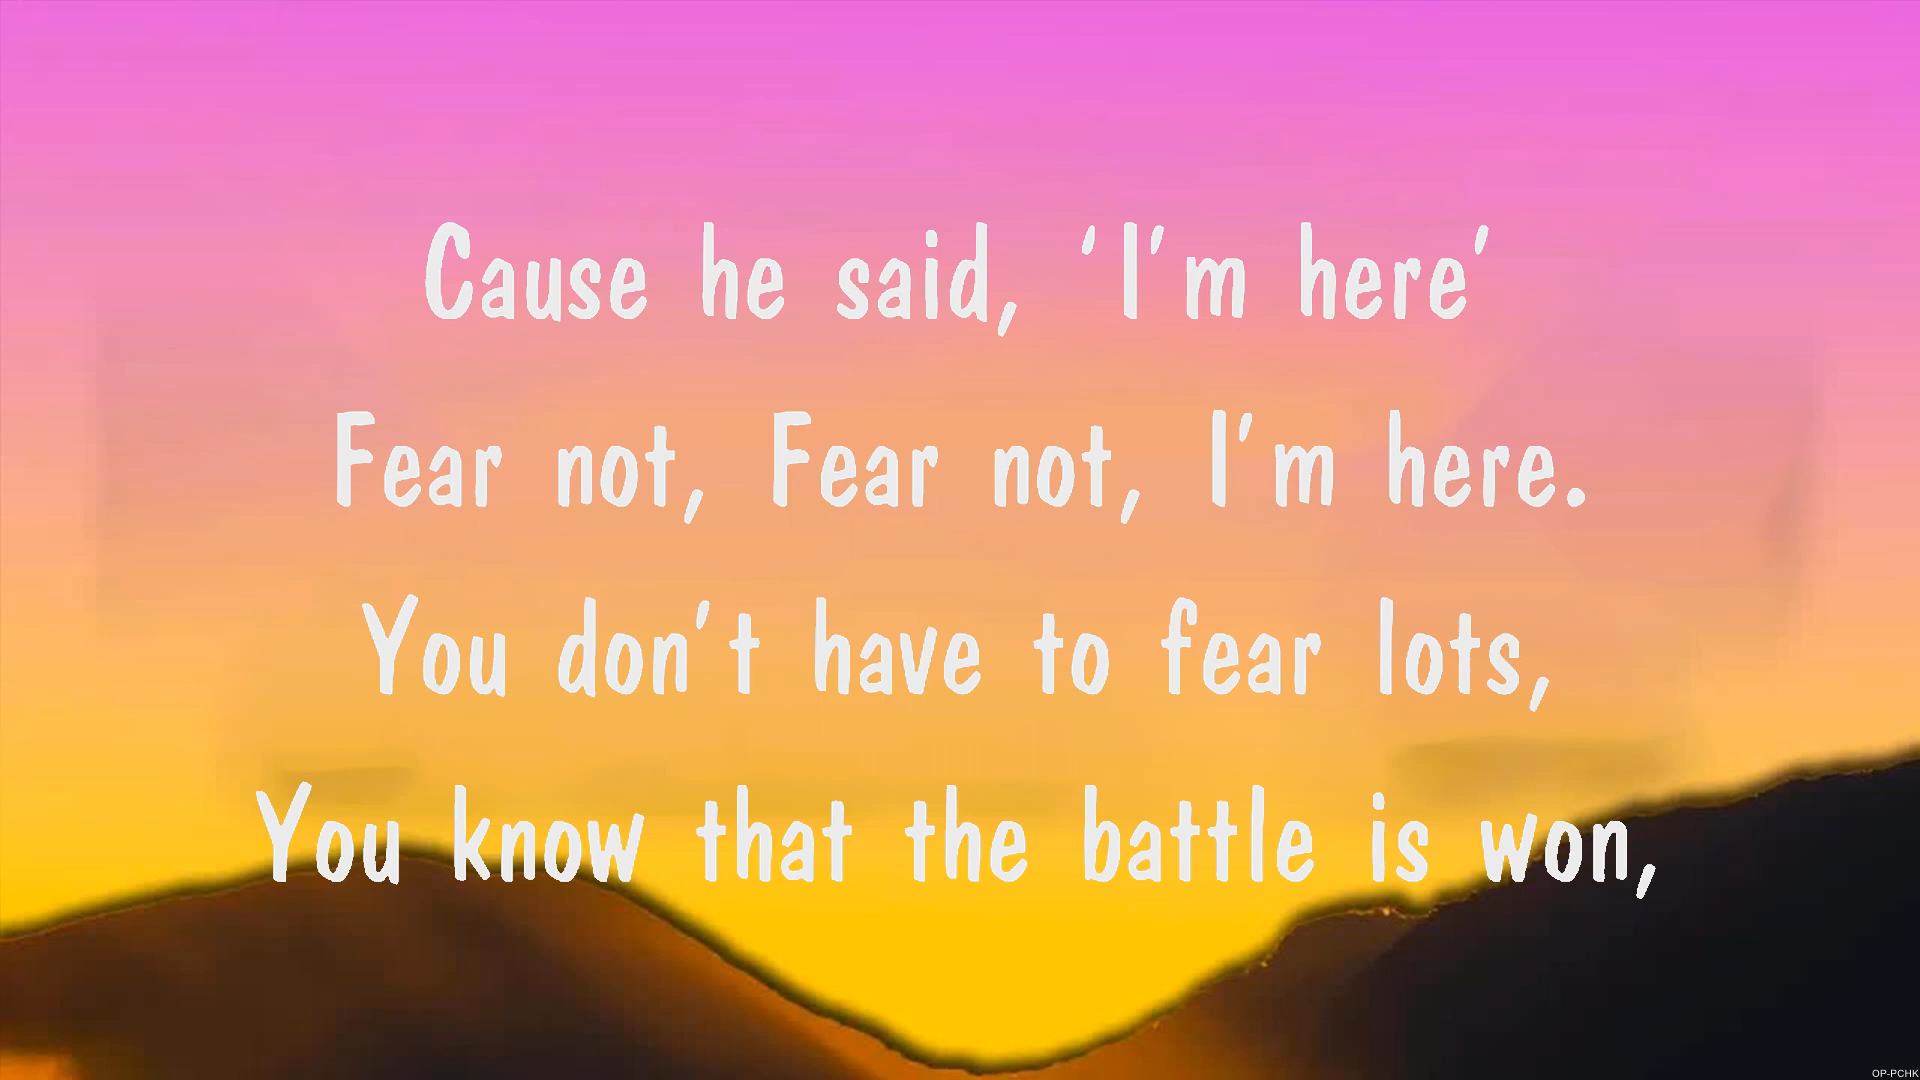 Cause he said, ‘I’m here’
Fear not, Fear not, I’m here.
You don’t have to fear lots,
You know that the battle is won,
OP-PCHK